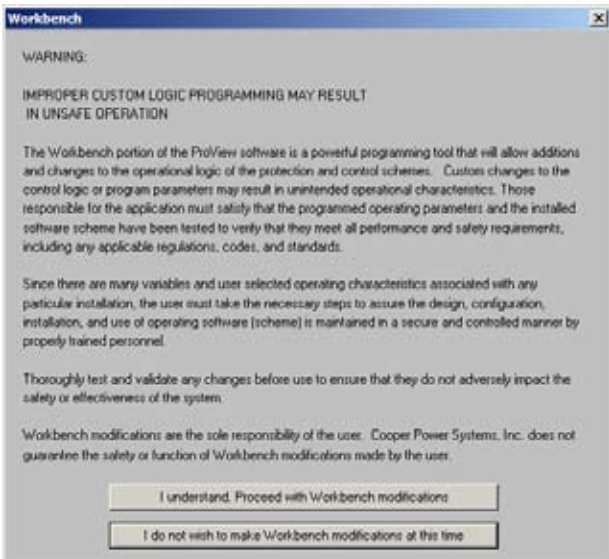 Workbench
WARNING:
IMPROPER CUSTOM LOGIC PROGRAMMING MAY RESULT
IN UNSAFE OPERATION
The Workbench portion of the ProView software is a powerful programming tool that will allow additions
and changes to the operational logic of the protection and control schemes. Custom changes to the
control logic or program parameters may result in unintended operational characteristics. Those
responsible for the application must satisfy that the programmed operating parameters and the installed
software scheme have been tested to verify that they meet all performance and safety requirements,
including any applicable regulations, codes, and standards.
Since there are many variables and user selected operating characteristics associated with any
particular installation, the user must take the necessary steps to assure the design, configuration,
installation, and use of operating software (scheme) is maintained in a secure and controlled manner by
properly trained personnel.
Thoroughly test and validate any changes before use to ensure that they do not adversely impact the
safety or effectiveness of the system.
Workbench modifications are the sole responsibility of the user. Cooper Power Systems, Inc. does not
guarantee the safety or function of Workbench modifications made by the user.
I understand. Proceed with Workbench modifications
I do not wish to make Workbench modifications at this time